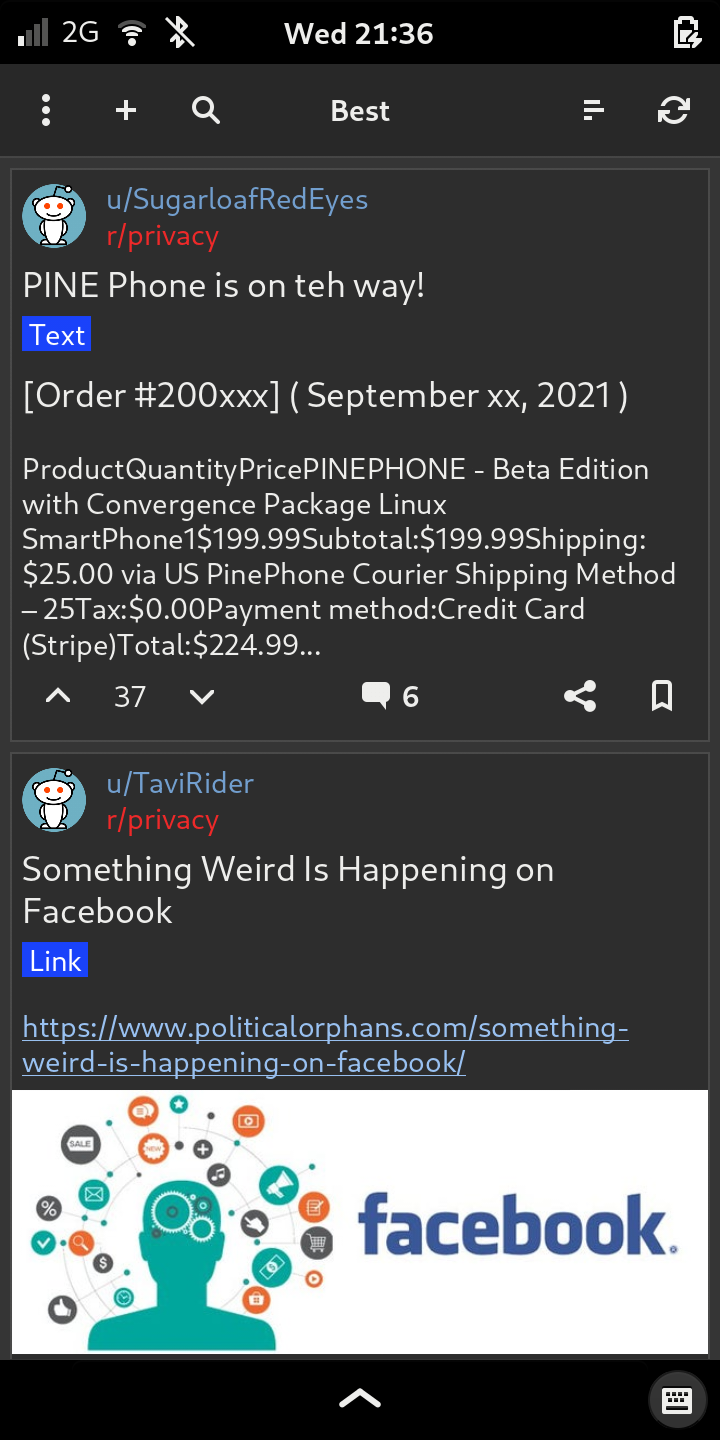 2G Wed 21:36
Best
u/SugarloafRedEyes
r/privacy
PINE Phone is on teh way!
Text
[Order #200xxx] ( September xx, 2021 )
ProductQuantityPricePINEPHONE - Beta Edition
with Convergence Package Linux
SmartPhone1$199.99Subtotal:$199.99Shipping:
$25.00 via US PinePhone Courier Shipping Method
– 25Tax:$0.00Payment method:Credit Card
(Stripe)Total:$224.99...
37 6
u/TaviRider
r/privacy
Something Weird Is Happening on
Facebook
Link
https://www.politicalorphans.com/something-
weird-is-happening-on-facebook/
SALE
NEW
%
$
facebook.